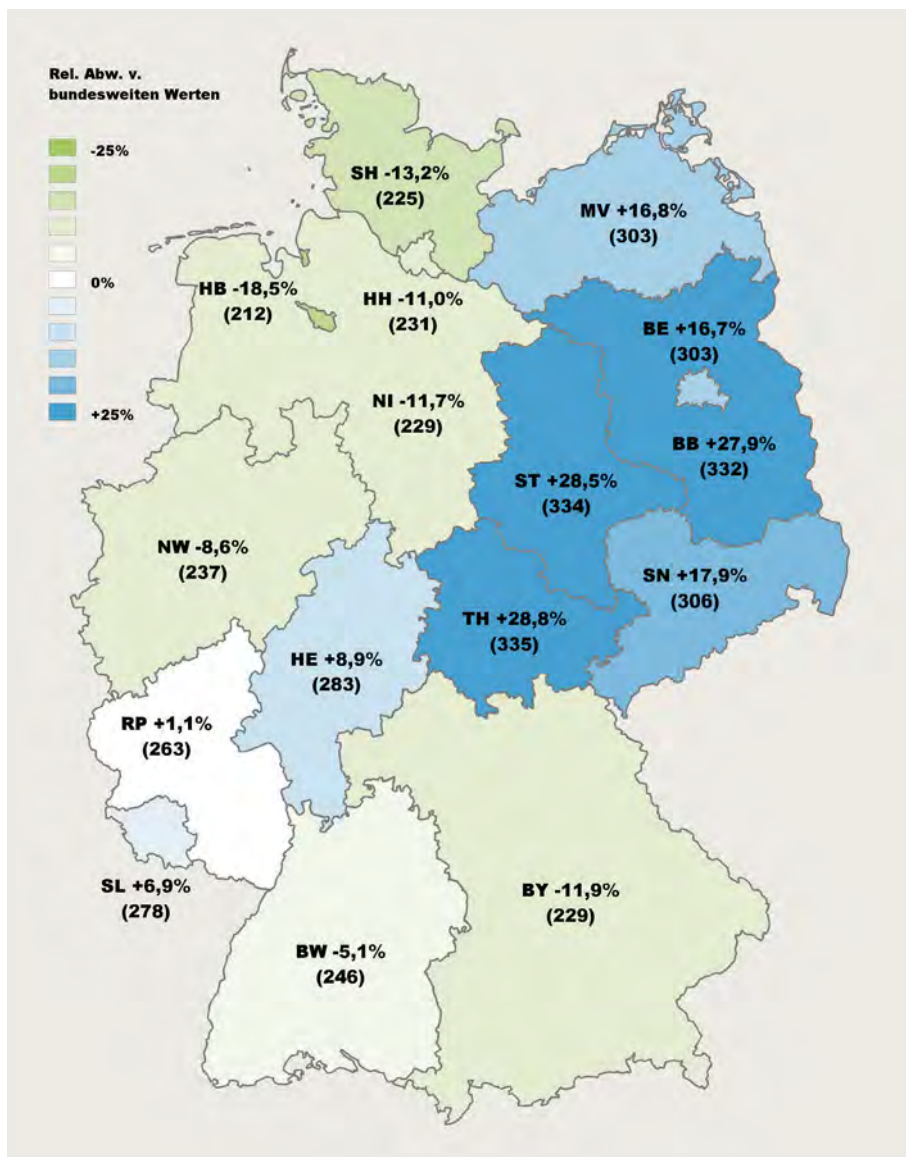 Rel. Abw. v.
bundesweiten Werten
-25%
0%
+25%
SH -13,2%
(225)
MV +16,8%
(303)
HB -18,5%
(212)
HH -11,0%
(231)
BE +16,7%
(303)
NI -11,7%
(229)
BB +27,9%
(332)
ST +28,5%
(334)
NW -8,6%
(237)
SN +17,9%
(306)
TH +28,8%
(335)
HE +8,9%
(283)
RP +1,1%
(263)
SL +6,9%
(278)
BY -11,9%
(229)
BW -5,1%
(246)